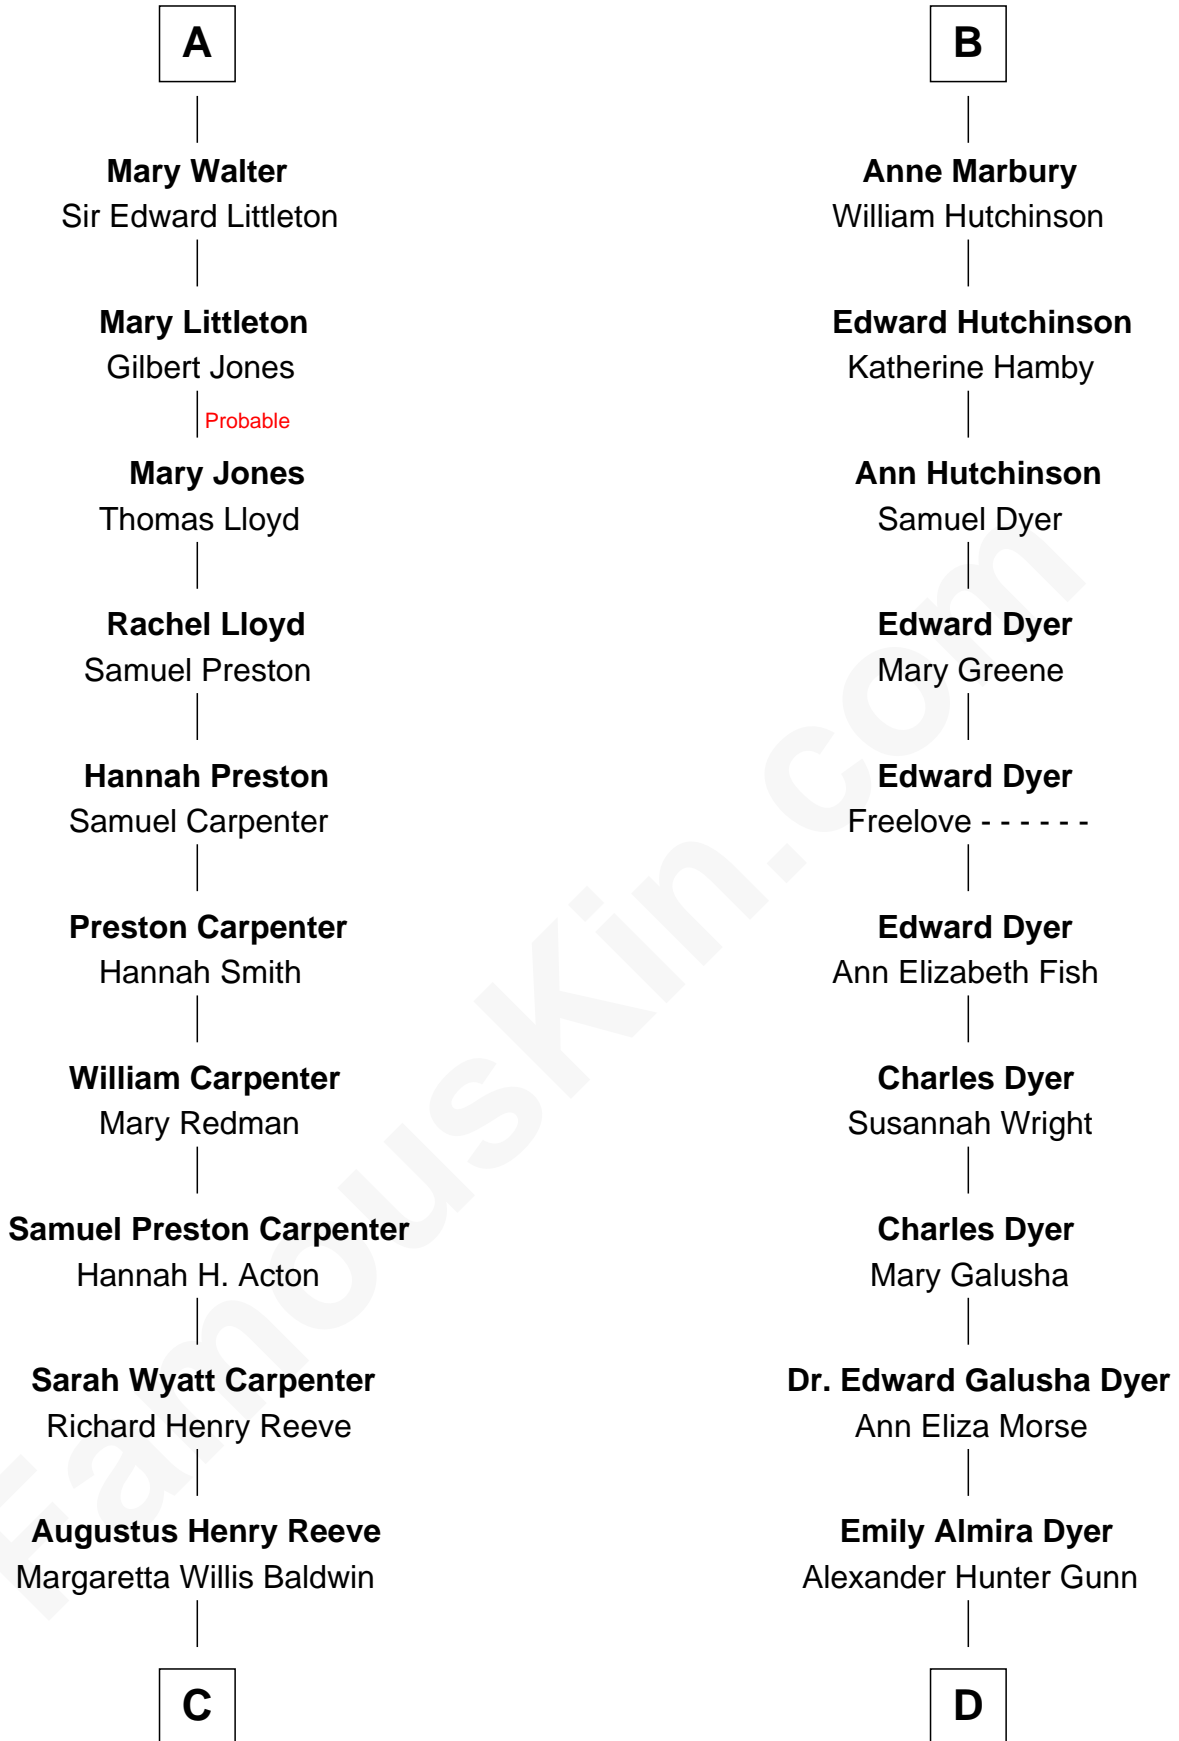 A
Mary Walter
Sir Edward Littleton
Mary Littleton
Gilbert Jones
Probable
Mary Jones
Thomas Lloyd
Rachel Lloyd
Samuel Preston
Hannah Preston
Samuel Carpenter
Preston Carpenter
Hannah Smith
William Carpenter
Mary Redman
Samuel Preston Carpenter
Hannah H. Acton
Sarah Wyatt Carpenter
Richard Henry Reeve
Augustus Henry Reeve
Margaretta Willis Baldwin
C
B
Anne Marbury
William Hutchinson
Edward Hutchinson
Katherine Hamby
Ann Hutchinson
Samuel Dyer
Edward Dyer
Mary Greene
Edward Dyer
Freelove - - - - - -
Edward Dyer
Ann Elizabeth Fish
Charles Dyer
Susannah Wright
Charles Dyer
Mary Galusha
Dr. Edward Galusha Dyer
Ann Eliza Morse
Emily Almira Dyer
Alexander Hunter Gunn
D
FamousKin.com